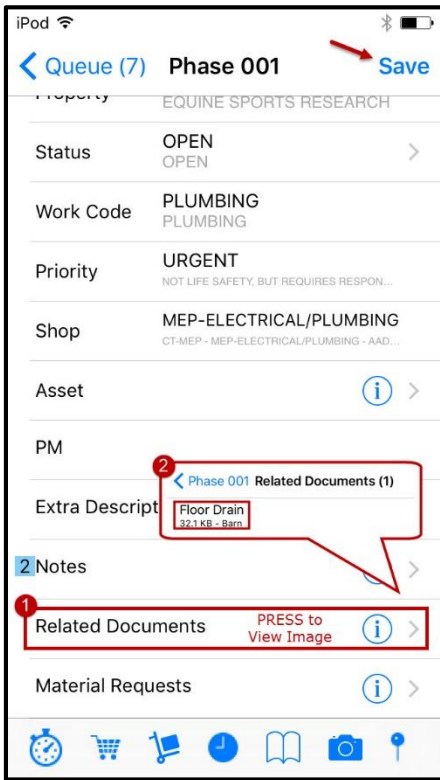 iPod
Queue (7) Phase 001 Save
Property EQUINE SPORTS RESEARCH
Status OPEN
OPEN
Work Code PLUMBING
PLUMBING
Priority URGENT
NOT LIFE SAFETY, BUT REQUIRES RESPON...
Shop MEP-ELECTRICAL/PLUMBING
CT-MEP - MEP-ELECTRICAL/PLUMBING - AAD...
Asset
PM
2
Phase 001 Related Documents (1)
Extra Descript
Floor Drain
32.1 KB - Barn
2 Notes
1
Related Documents PRESS to
View Image
Material Requests